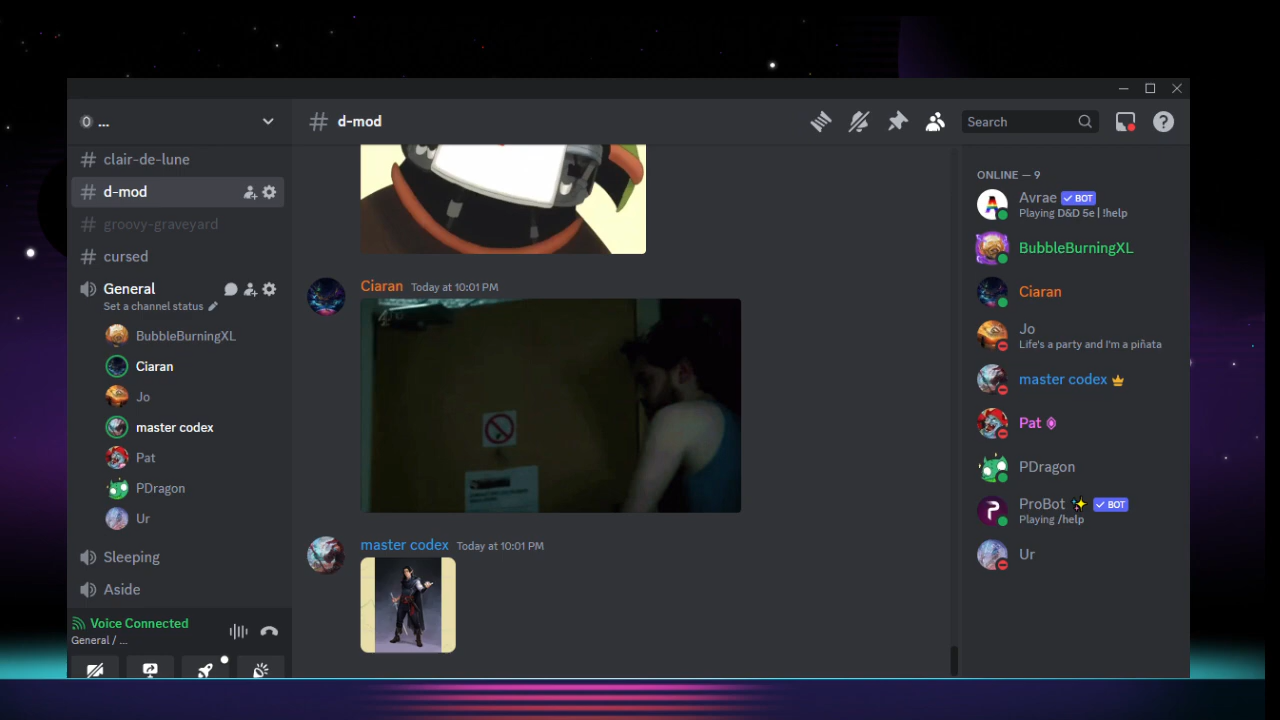 ...
d-mod
Search
clair-de-lune
d-mod
groovy-graveyard
cursed
General
Set a channel status
BubbleBurningXL
Ciaran
Jo
master codex
Pat
PDragon
Ur
Sleeping
Aside
Voice Connected
General / ...
Ciaran Today at 10:01 PM
master codex Today at 10:01 PM
ONLINE — 9
Avrae BOT
Playing D&D 5e | !help
BubbleBurningXL
Ciaran
Jo
Life's a party and I'm a piñata
master codex
Pat
PDragon
ProBot ✨ BOT
Playing /help
Ur